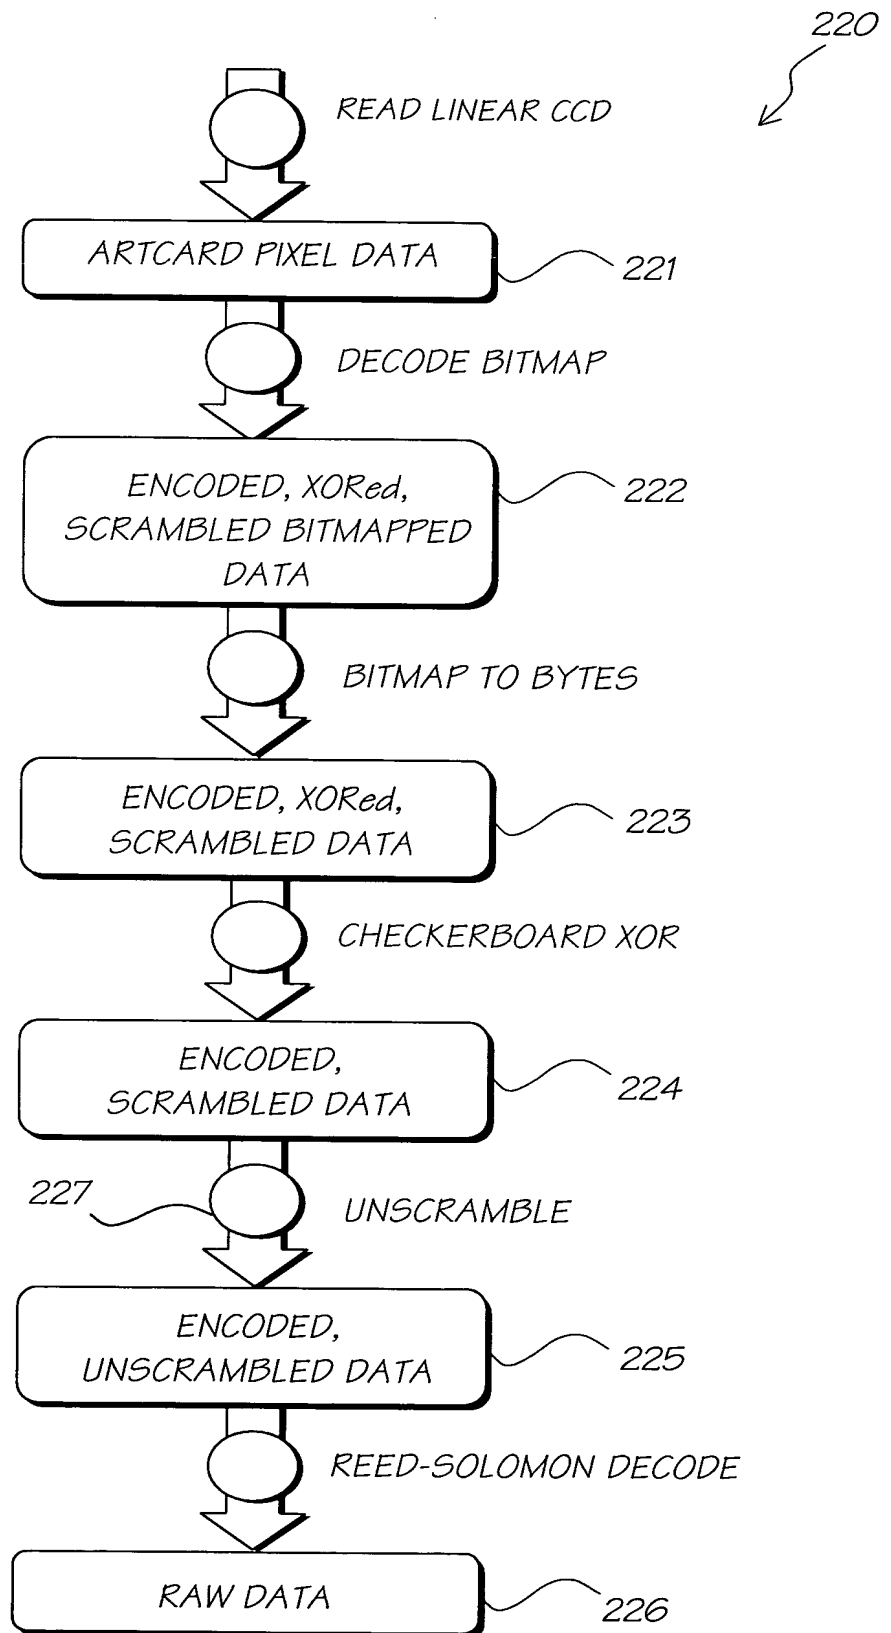 220
READ LINEAR CCD
ARTCARD PIXEL DATA
221
DECODE BITMAP
ENCODED, XORed,
SCRAMBLED BITMAPPED
DATA
222
BITMAP TO BYTES
ENCODED, XORed,
SCRAMBLED DATA
223
CHECKERBOARD XOR
ENCODED,
SCRAMBLED DATA
224
227
UNSCRAMBLE
ENCODED,
UNSCRAMBLED DATA
225
REED-SOLOMON DECODE
RAW DATA
226